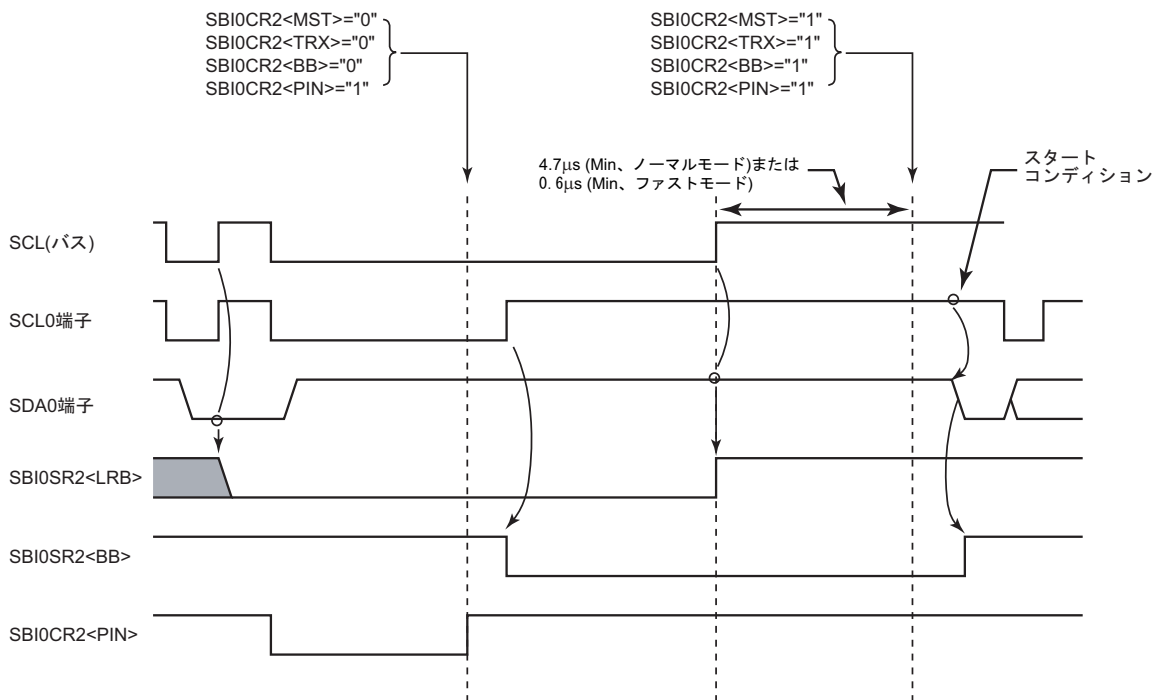 SBI0CR2<MST>="0"
SBI0CR2<TRX>="0"
SBI0CR2<BB>="0"
SBI0CR2<PIN>="1"
SBI0CR2<MST>="1"
SBI0CR2<TRX>="1"
SBI0CR2<BB>="1"
SBI0CR2<PIN>="1"
4.7μs (Min、ノーマルモード)または
0.6μs (Min、ファストモード)
スタート
コンディション
SCL(バス)
SCL0端子
SDA0端子
SBI0SR2<LRB>
SBI0SR2<BB>
SBI0CR2<PIN>